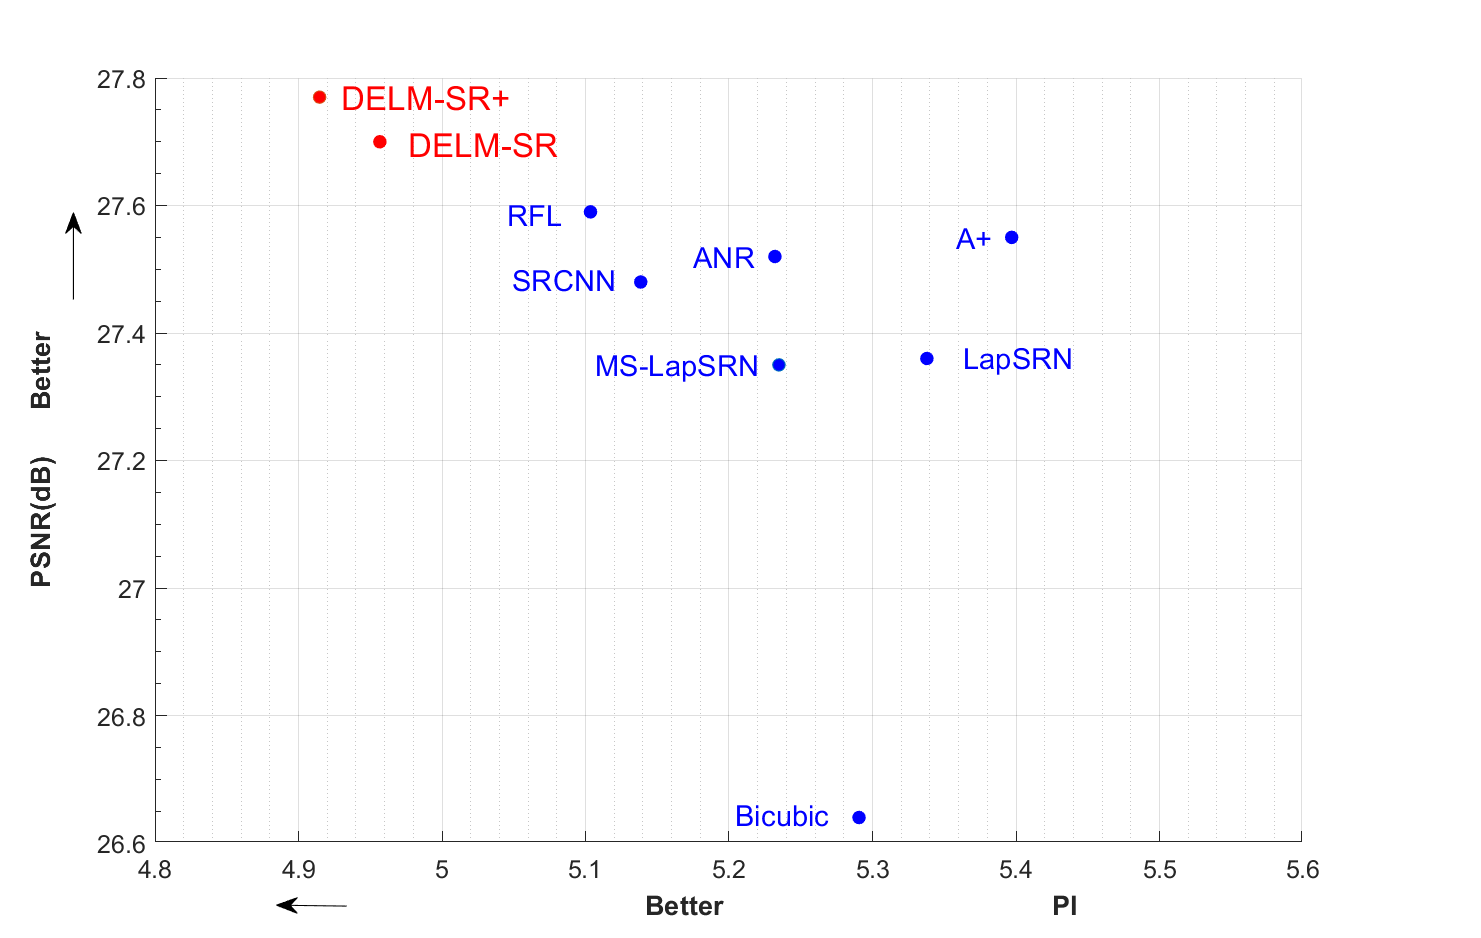 27.8
DELM-SR+
DELM-SR
27.6
RFL
A+
ANR
SRCNN
27.4
MS-LapSRN
LapSRN
27.2
27
26.8
Bicubic
26.6
PSNR(dB) Better
4.8 4.9 5 5.1 5.2 5.3 5.4 5.5 5.6
Better PI